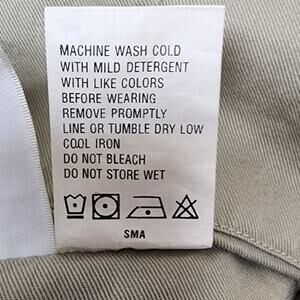 MACHINE WASH COLD
WITH MILD DETERGENT
WITH LIKE COLORS
BEFORE WEARING
REMOVE PROMPTLY
LINE OR TUMBLE DRY LOW
COOL IRON
DO NOT BLEACH
DO NOT STORE WET
SMA